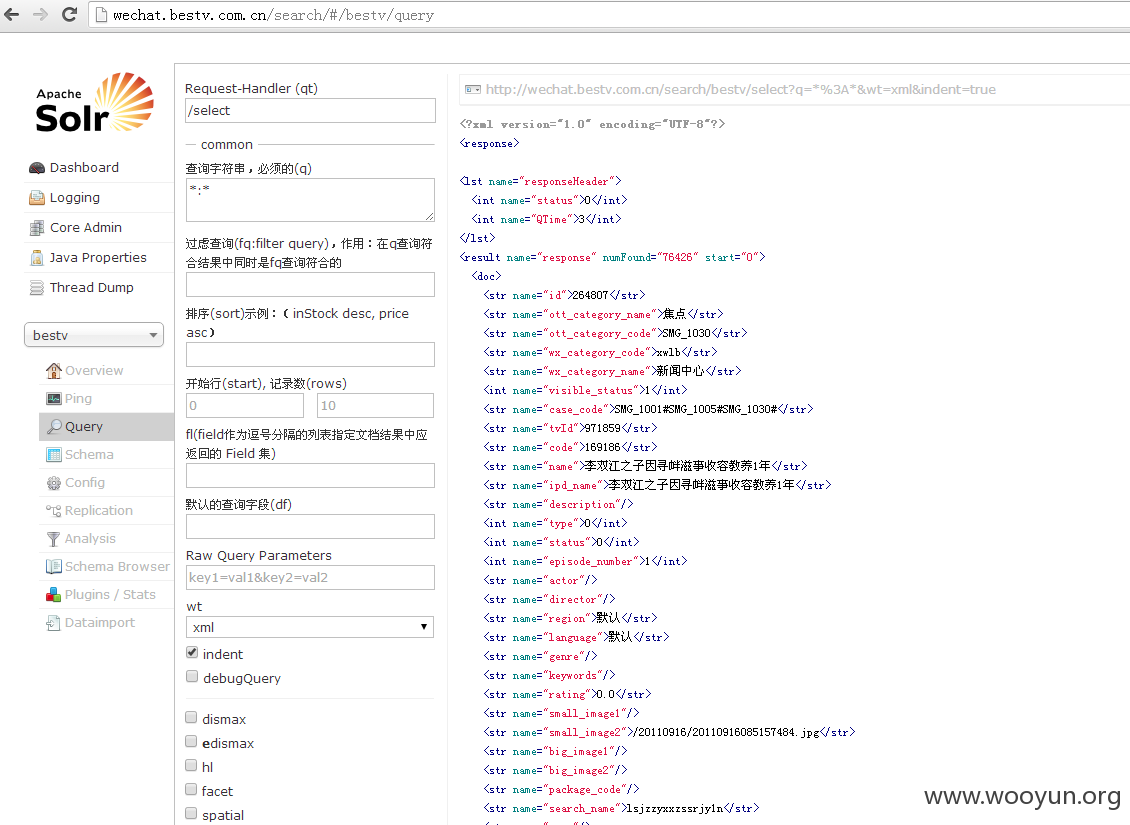 wechat.bestv.com.cn/search/#/bestv/query
Apache
Solr
Dashboard
Logging
Core Admin
Java Properties
Thread Dump
bestv
Overview
Ping
Query
Schema
Config
Replication
Analysis
Schema Browser
Plugins / Stats
Dataimport
Request-Handler (qt)
/select
common
查询字符串，必须的(q)
*:*
过虑查询(fq:filter query)，作用：在q查询符
合结果中同时是fq查询符合的
排序(sort)示例：（inStock desc, price
asc）
开始行(start), 记录数(rows)
0 10
fl(field作为逗号分隔的列表指定文档结果中应
返回的 Field 集)
默认的查询字段(df)
Raw Query Parameters
key1=val1&key2=val2
wt
xml
indent
debugQuery
dismax
edismax
hl
facet
spatial
http://wechat.bestv.com.cn/search/bestv/select?q=*%3A*&wt=xml&indent=true
<?xml version="1.0" encoding="UTF-8"?>
<response>
<lst name="responseHeader">
<int name="status">0</int>
<int name="QTime">3</int>
</lst>
<result name="response" numFound="76426" start="0">
<doc>
<str name="id">264807</str>
<str name="ott_category_name">焦点</str>
<str name="ott_category_code">SMG_1030</str>
<str name="wx_category_code">xwlb</str>
<str name="wx_category_name">新闻中心</str>
<int name="visible_status">1</int>
<str name="case_code">SMG_1001#SMG_1005#SMG_1030#</str>
<str name="tvId">971859</str>
<str name="code">169186</str>
<str name="name">李双江之子因寻衅滋事收容教养1年</str>
<str name="ipd_name">李双江之子因寻衅滋事收容教养1年</str>
<str name="description"/>
<int name="type">0</int>
<int name="status">0</int>
<int name="episode_number">1</int>
<str name="actor"/>
<str name="director"/>
<str name="region">默认</str>
<str name="language">默认</str>
<str name="genre"/>
<str name="keywords"/>
<str name="rating">0.0</str>
<str name="small_image1"/>
<str name="small_image2">/20110916/20110916085157484.jpg</str>
<str name="big_image1"/>
<str name="big_image2"/>
<str name="package_code"/>
<str name="search_name">lsjzzyxxzssrjy1n</str>
www.wooyun.org